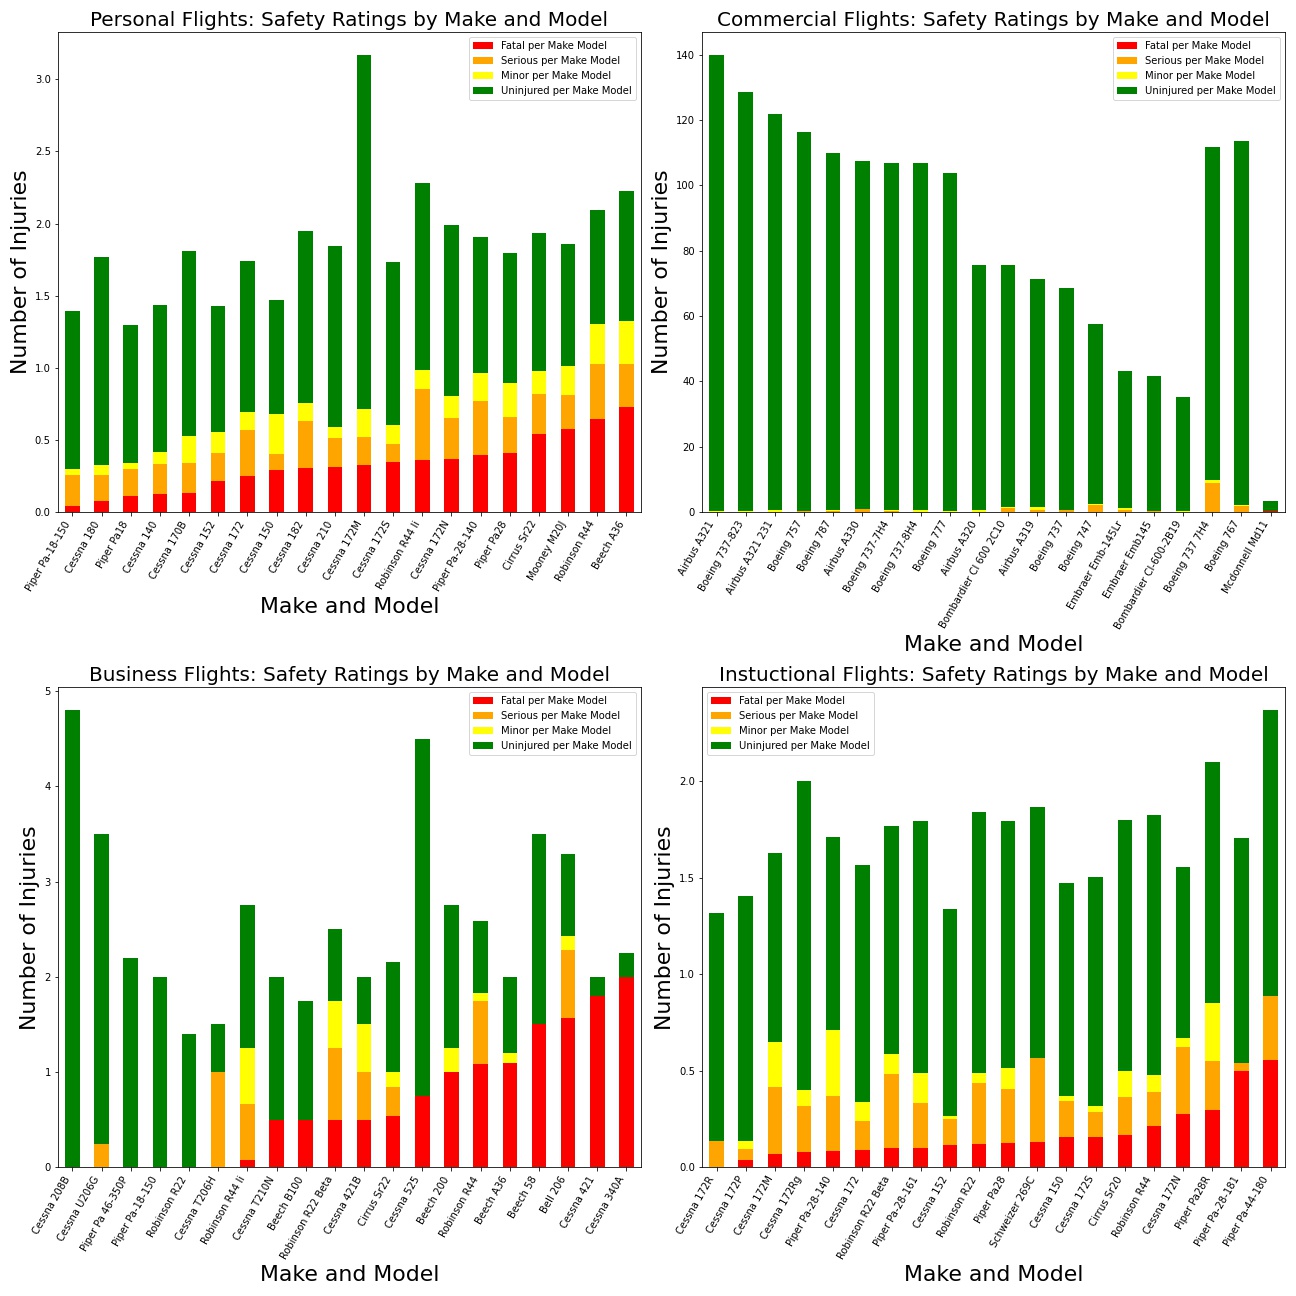 Personal Flights: Safety Ratings by Make and Model
Fatal per Make Model
Serious per Make Model
Minor per Make Model
Uninjured per Make Model
Number of Injuries
3.0
2.5
2.0
1.5
1.0
0.5
0.0
Piper Pa-18-150
Cessna 180
Piper Pa18
Cessna 140
Cessna 170B
Cessna 152
Cessna 172
Cessna 150
Cessna 182
Cessna 210
Cessna 172M
Cessna 172S
Robinson R44 Ii
Cessna 172N
Piper Pa-28-140
Piper Pa28
Cirrus Sr22
Mooney M20J
Robinson R44
Beech A36
Make and Model
Commercial Flights: Safety Ratings by Make and Model
Fatal per Make Model
Serious per Make Model
Minor per Make Model
Uninjured per Make Model
Number of Injuries
140
120
100
80
60
40
20
0
Airbus A321
Boeing 737-823
Airbus A321 231
Boeing 757
Boeing 787
Airbus A330
Boeing 737-7H4
Boeing 737-8H4
Boeing 777
Airbus A320
Bombardier Cl 600 2C10
Airbus A319
Boeing 737
Boeing 747
Embraer Emb-145Lr
Embraer Emb145
Bombardier Cl-600-2B19
Boeing 737 7H4
Boeing 767
Mcdonnell Md11
Make and Model
Business Flights: Safety Ratings by Make and Model
Fatal per Make Model
Serious per Make Model
Minor per Make Model
Uninjured per Make Model
Number of Injuries
5
4
3
2
1
0
Cessna 208B
Cessna U206G
Piper Pa 46-350P
Piper Pa-18-150
Robinson R22
Cessna T206H
Robinson R44 Ii
Cessna T210N
Beech B100
Robinson R22 Beta
Cessna 421B
Cirrus Sr22
Cessna 525
Beech 200
Robinson R44
Beech A36
Beech 58
Bell 206
Cessna 421
Cessna 340A
Make and Model
Instuctional Flights: Safety Ratings by Make and Model
Fatal per Make Model
Serious per Make Model
Minor per Make Model
Uninjured per Make Model
Number of Injuries
2.0
1.5
1.0
0.5
0.0
Cessna 172R
Cessna 172P
Cessna 172M
Cessna 172Rg
Piper Pa-28-140
Cessna 172
Robinson R22 Beta
Piper Pa-28-161
Cessna 152
Robinson R22
Piper Pa28
Schweizer 269C
Cessna 150
Cessna 172S
Cirrus Sr20
Robinson R44
Cessna 172N
Piper Pa28R
Piper Pa-28-181
Piper Pa-44-180
Make and Model